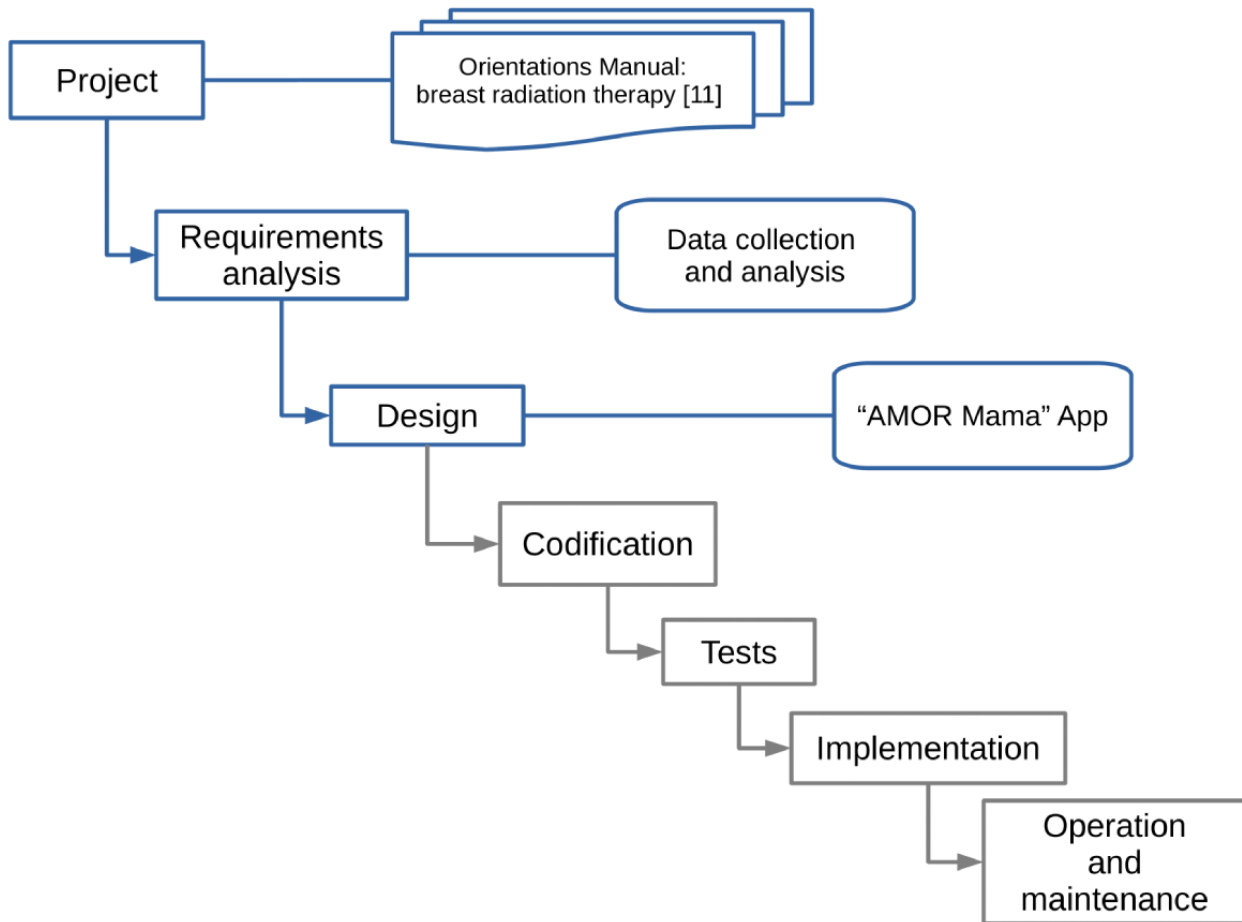 Project
Orientations Manual:
breast radiation therapy [11]
Requirements
analysis
Data collection
and analysis
Design
“AMOR Mama” App
Codification
Tests
Implementation
Operation
and
maintenance